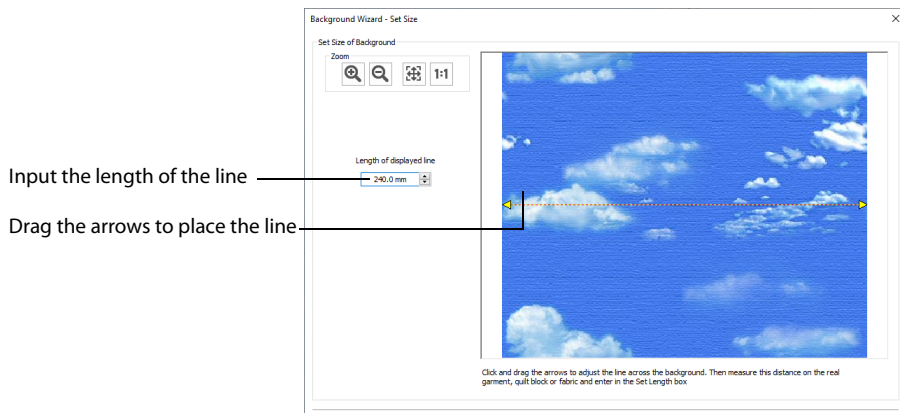 Background Wizard - Set Size
Set Size of Background
Zoom
1:1
Length of displayed line
240.0 mm
Input the length of the line
Drag the arrows to place the line
Click and drag the arrows to adjust the line across the background. Then measure this distance on the real
garment, quilt block or fabric and enter in the Set Length box